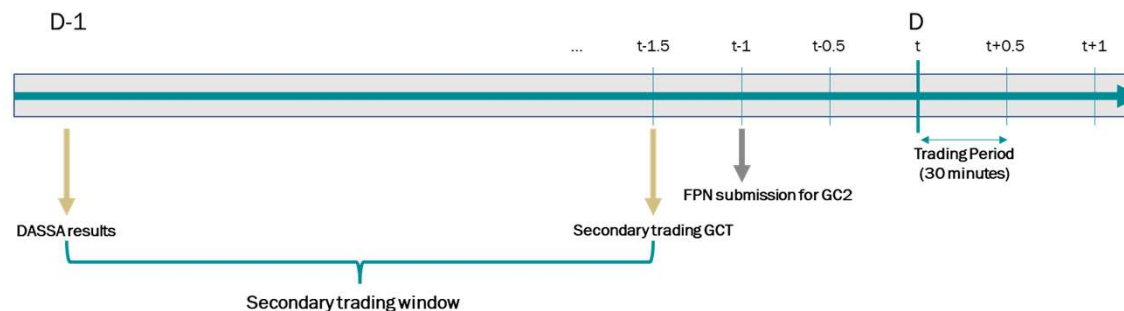 D-1
D
... t-1.5 t-1 t-0.5 t t+0.5 t+1
Trading Period
(30 minutes)
FPN submission for GC2
DASSA results
Secondary trading GCT
Secondary trading window